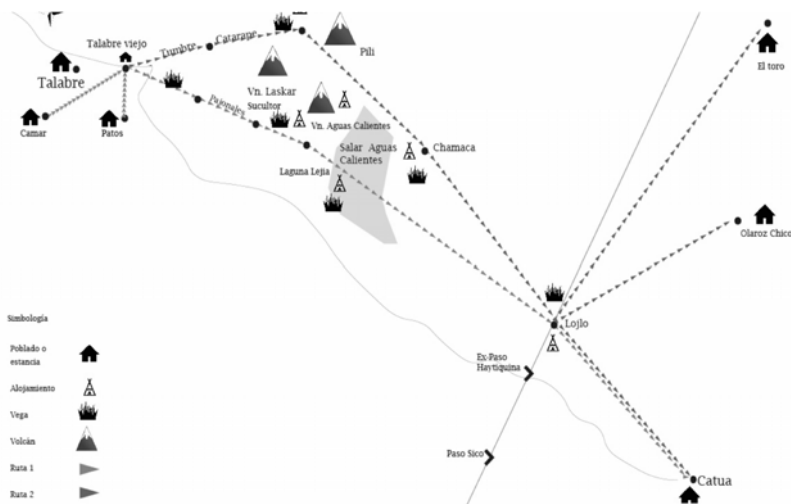 Talabre viejo
Tumbre
Catarape
Pili
Talabre
Vn. Laskar
Sucultor
Pajonales
Vn. Aguas Calientes
Camar
Patos
Salar Aguas
Calientes
Chamaca
Laguna Lejia
El toro
Olaroz Chico
Lojlo
Ex-Paso
Haytiquina
Paso Sico
Catua
Simbología
Poblado o
estancia
Alojamiento
Vega
Volcán
Ruta 1
Ruta 2